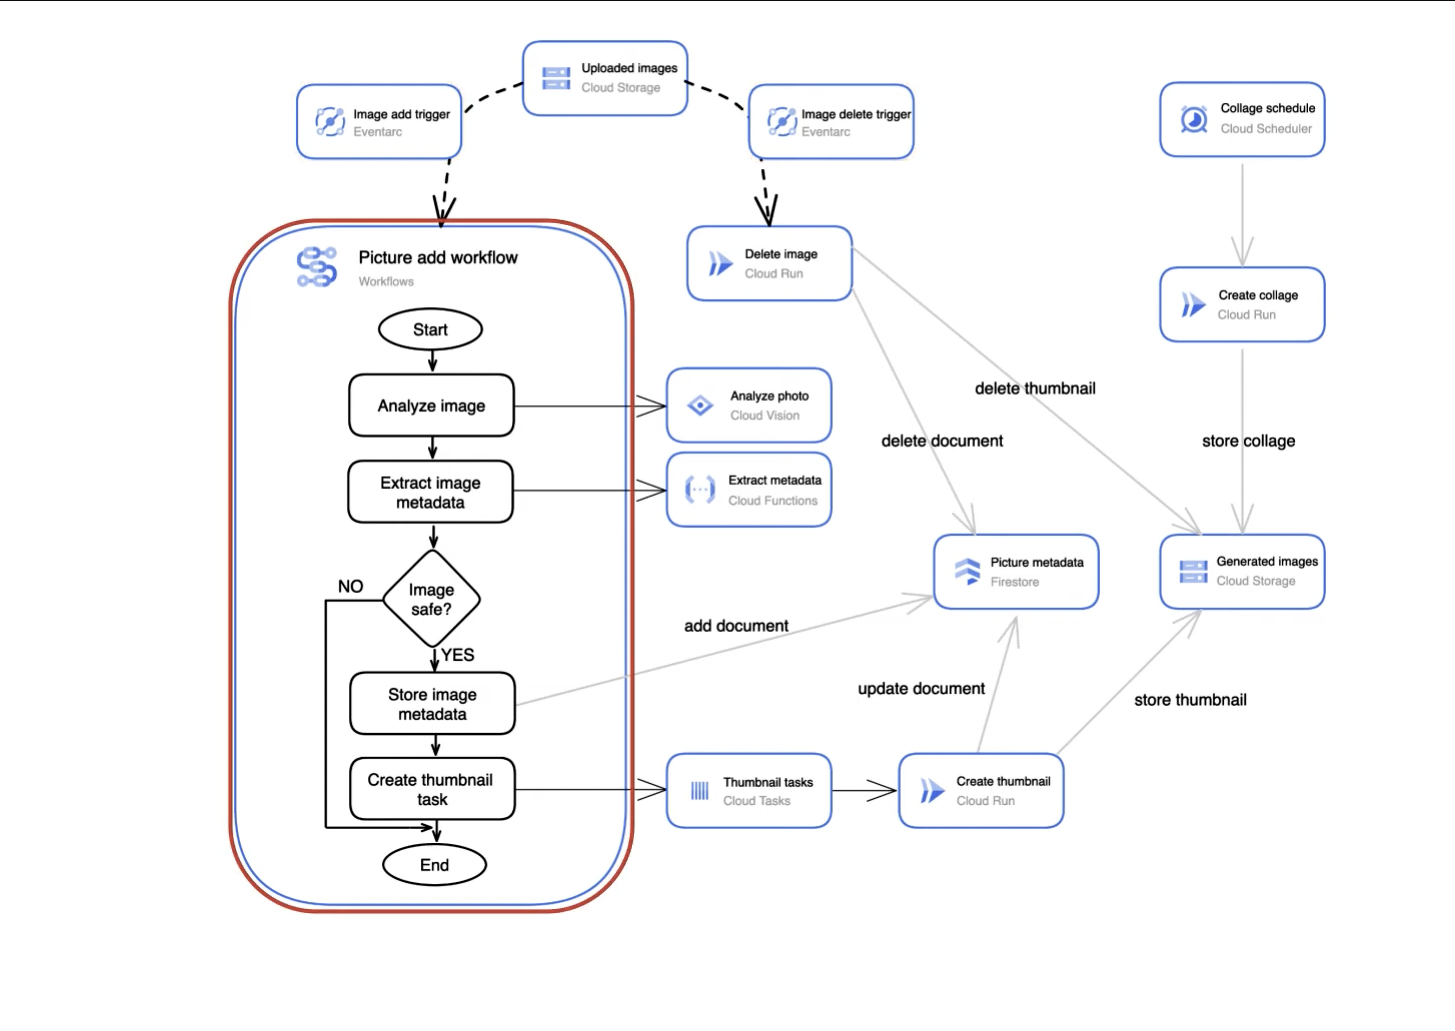 Uploaded images
Cloud Storage
Image add trigger
Eventarc
Image delete trigger
Eventarc
Collage schedule
Cloud Scheduler
Picture add workflow
Workflows
Delete image
Cloud Run
Create collage
Cloud Run
Start
Analyze image
Analyze photo
Cloud Vision
delete thumbnail
delete document
store collage
Extract image
metadata
Extract metadata
Cloud Functions
Image
safe?
NO
YES
Picture metadata
Firestore
Generated images
Cloud Storage
add document
Store image
metadata
update document
store thumbnail
Create thumbnail
task
Thumbnail tasks
Cloud Tasks
Create thumbnail
Cloud Run
End